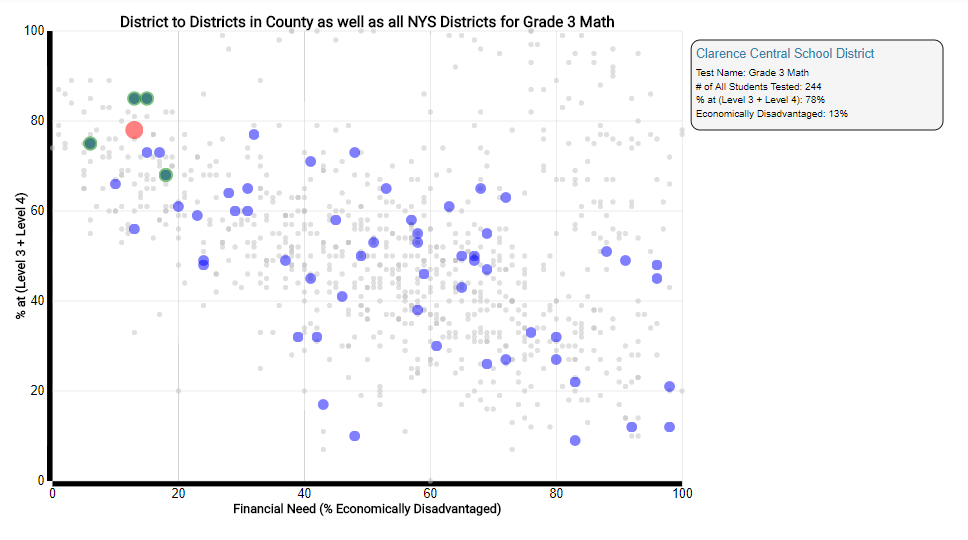 District to Districts in County as well as all NYS Districts for Grade 3 Math
Clarence Central School District
Test Name: Grade 3 Math
# of All Students Tested: 244
% at (Level 3 + Level 4): 78%
Economically Disadvantaged: 13%
% at (Level 3 + Level 4)
100
80
60
40
20
0
0 20 40 60 80 100
Financial Need (% Economically Disadvantaged)